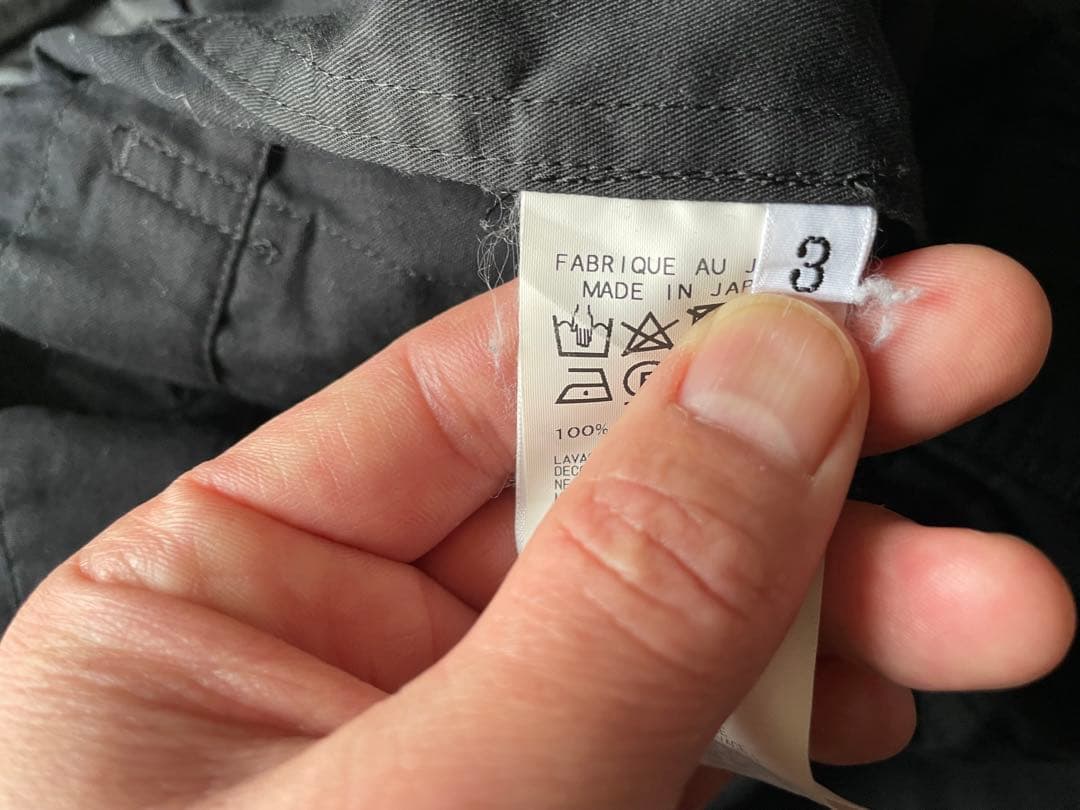 FABRIQUE AU J
3
MADE IN JAP
100%
LAVA
DECO
NE